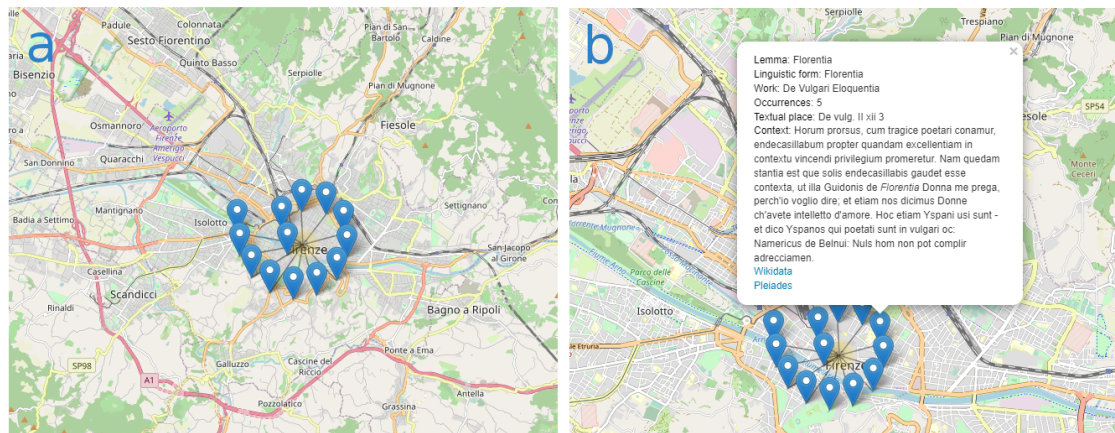 a
Padule
Colonnata
Pian di San
Bartolo
Caldine
Sesto Fiorentino
Bisenzio
Quinto Basso
Serpiolle
Pian di Mugnone
Osmannoro
Aeroporto
Firenze
Amerigo
Vespucci
Fiesole
San Donnino
Quaracchi
Badia a Settimo
Mantignano
Isolotto
Settignano
Firenze
San Jacopo
al Girone
Casellina
Scandicci
Rinaldi
Bagno a Ripoli
Ponte a Ema
SP98
Galluzzo
Cascine del
Riccio
A1
Antella
Pozzolatico
Grassina
b
Serpiolle
Trespiano
Pian di Mugnone
×
Lemma: Florentia
Linguistic form: Florentia
Work: De Vulgari Eloquentia
Occurrences: 5
Textual place: De vulg. II xii 3
Context: Horum prorsus, cum tragice poetari conamur,
endecasillabum propter quandam excellentiam in
contextu vincendi privilegium promeretur. Nam quedam
stantia est que solis endecasillabis gaudet esse
contexta, ut illa Guidonis de Florentia Donna me prega,
perch'io voglio dire; et etiam nos dicimus Donne
ch'avete intelletto d'amore. Hoc etiam Yspani usi sunt -
et dico Yspanos qui poetati sunt in vulgari oc:
Namericus de Belnui: Nuls hom non pot complir
adrecciamen.
Wikidata
Pleiades
SP54
Monte
Ceceri
Torrente Mugnone
Fiume Arno
Parco delle
Cascine
Isolotto
Firenze